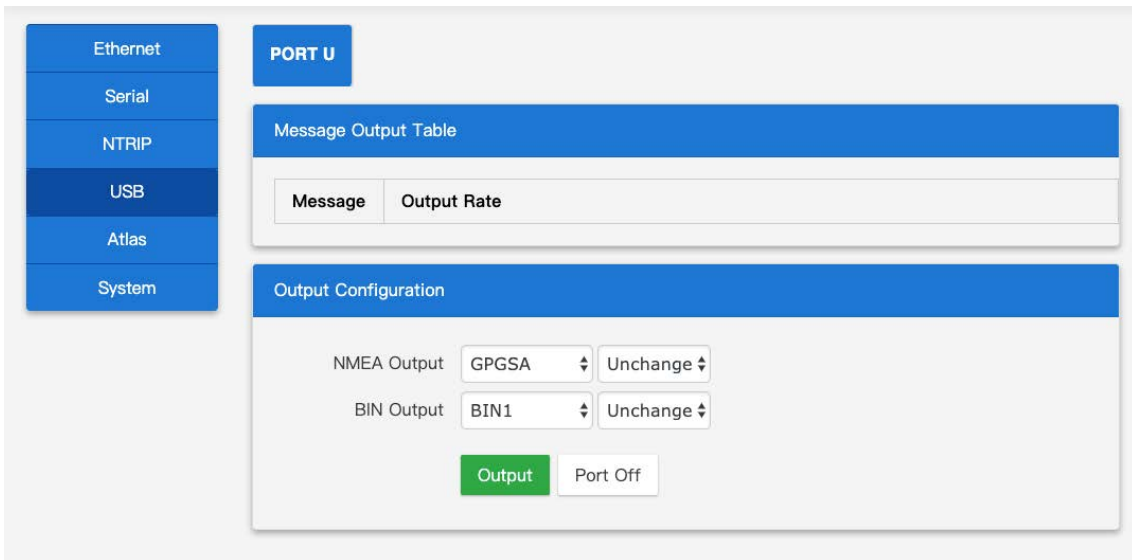 Ethernet
Serial
NTRIP
USB
Atlas
System
PORT U
Message Output Table
Message Output Rate
Output Configuration
NMEA Output GPGSA Unchange
BIN Output BIN1 Unchange
Output Port Off